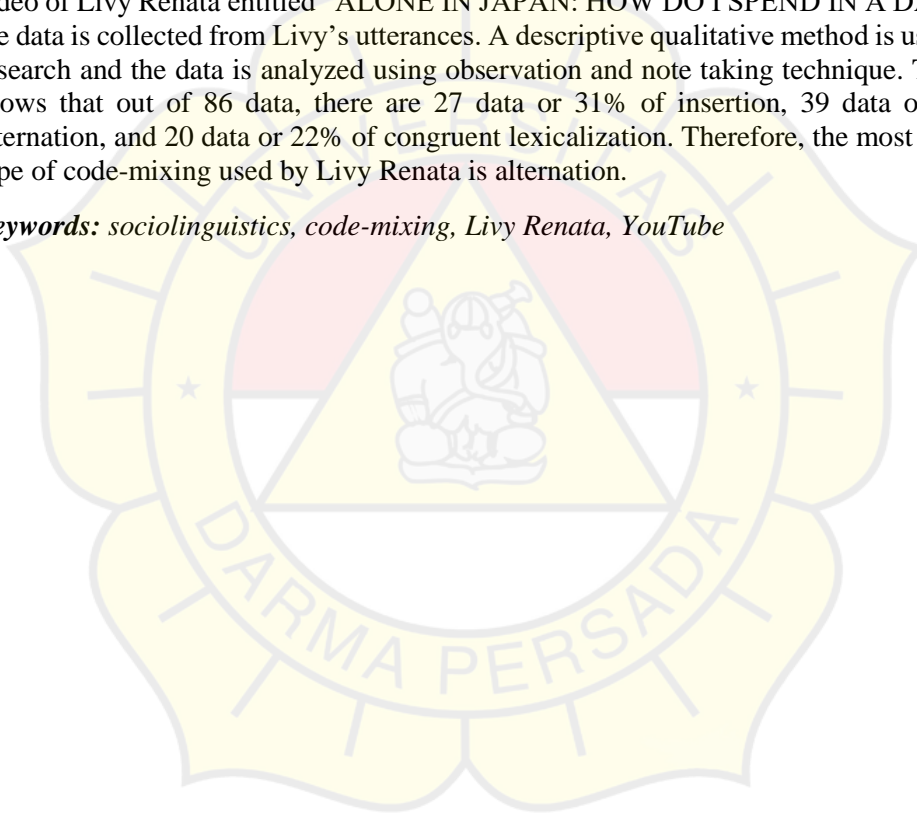 deo of Livy Renata entitled "ALONE IN JAPAN: HOW DO I SPEND IN A
e data is collected from Livy's utterances. A descriptive qualitative method is
search and the data is analyzed using observation and note taking technique.
ows that out of 86 data, there are 27 data or 31% of insertion, 39 data
ternation, and 20 data or 22% of congruent lexicalization. Therefore, the most
pe of code-mixing used by Livy Renata is alternation.
eywords: sociolinguistics, code-mixing, Livy Renata, YouTube
UNIVERSITAS
DARMA PERSADA